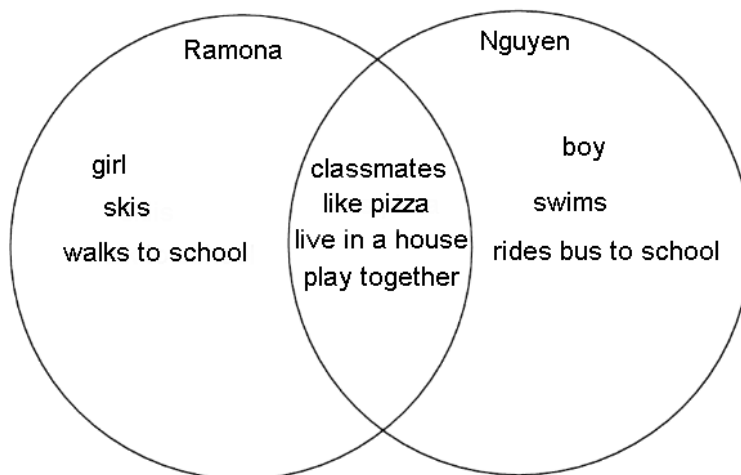 Ramona
Nguyen
girl
skis
walks to school
classmates
like pizza
live in a house
play together
boy
swims
rides bus to school